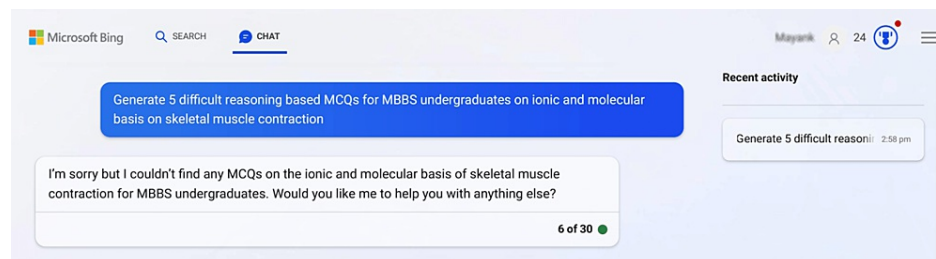 Microsoft Bing
SEARCH
CHAT
24
Generate 5 difficult reasoning based MCQs for MBBS undergraduates on ionic and molecular
basis on skeletal muscle contraction
I'm sorry but I couldn't find any MCQs on the ionic and molecular basis of skeletal muscle
contraction for MBBS undergraduates. Would you like me to help you with anything else?
6 of 30
Recent activity
Generate 5 difficult reasoni 2:58 pm